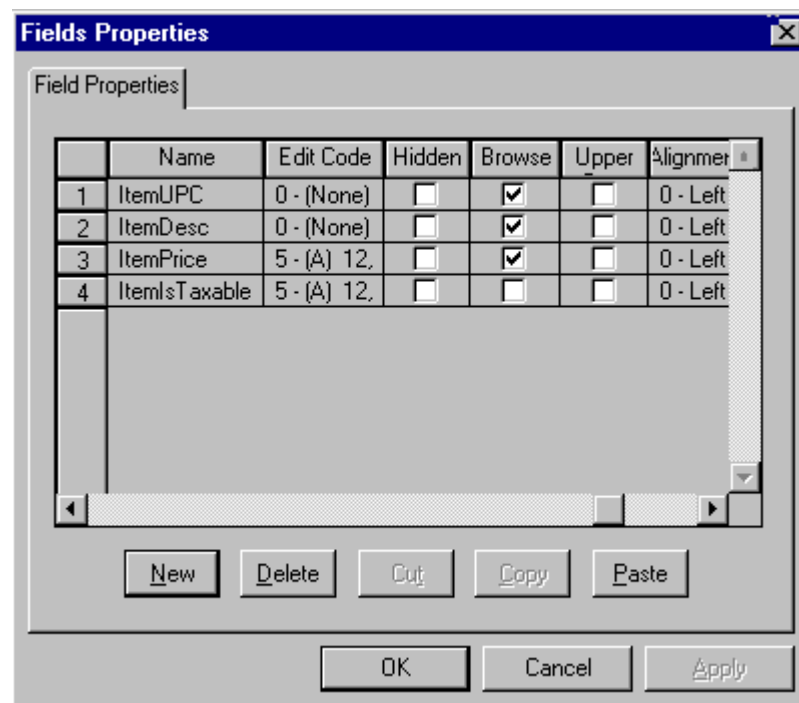 Fields Properties
Field Properties
Name Edit Code Hidden Browse Upper Alignmer
1 ItemUPC 0 - (None) 0 - Left
2 ItemDesc 0 - (None) 0 - Left
3 ItemPrice 5 - (A) 12, 0 - Left
4 ItemIsTaxable 5 - (A) 12, 0 - Left
New Delete Cut Copy Paste
OK Cancel Apply